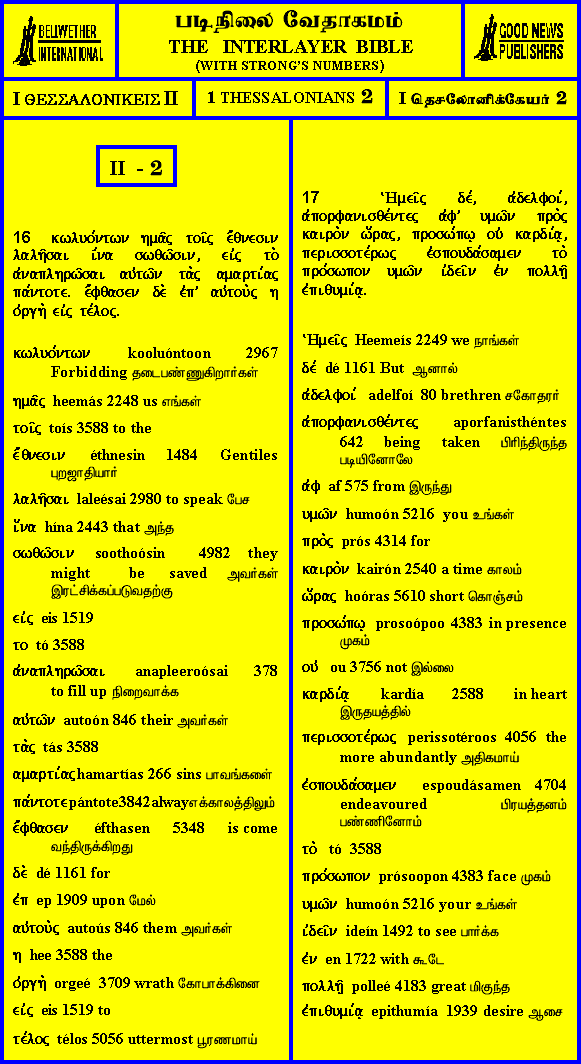 BELLWETHER
INTERNATIONAL
படிநிலை வேதாகமம்
THE INTERLAYER BIBLE
(WITH STRONG'S NUMBERS)
GOOD NEWS
PUBLISHERS
I ΘΕΣΣΑΛΟΝΙΚΕΙΣ II
1 THESSALONIANS 2
I தெசலோனிக்கேயர் 2
II - 2
16 κωλυόντων ημᾶς τοῖς ἔθνεσιν
λαλῆσαι ἵνα σωθῶσιν, εἰς τὸ
ἀναπληρῶσαι αὐτῶν τὰς αμαρτίας
πάντοτε. ἔφθασεν δὲ ἐπ' αὐτοὺς η
ὀργὴ εἰς τέλος.
κωλυόντων kooluóntoon 2967
Forbidding தடைபண்ணுகிறார்கள்
ημᾶς heemás 2248 us எங்கள்
τοῖς toís 3588 to the
ἔθνεσιν éthnesin 1484 Gentiles
புறஜாதியார்
λαλῆσαι laleésai 2980 to speak பேச
ἵνα hína 2443 that அந்த
σωθῶσιν soothoósin 4982 they
might be saved அவர்கள்
இரட்சிக்கப்படுவதற்கு
εἰς eis 1519
το tó 3588
ἀναπληρῶσαι anapleeroósai 378
to fill up நிறைவாக்க
αὐτῶν autoón 846 their அவர்கள்
τὰς tás 3588
αμαρτίας hamartías 266 sins பாவங்களை
πάντοτε pántote 3842 alway எக்காலத்திலும்
ἔφθασεν éfthasen 5348 is come
வந்திருக்கிறது
δὲ dé 1161 for
ἐπ ep 1909 upon மேல்
αὐτοὺς autoús 846 them அவர்கள்
η hee 3588 the
ὀργὴ orgeé 3709 wrath கோபாக்கினை
εἰς eis 1519 to
τέλος télos 5056 uttermost பூரணமாய்
17 Ἡμεῖς δέ, ἀδελφοί,
ἀπορφανισθέντες ἀφ' υμῶν πρὸς
καιρὸν ὥρας, προσώπῳ οὐ καρδίᾳ,
περισσοτέρως ἐσπουδάσαμεν τὸ
πρόσωπον υμῶν ἰδεῖν ἐν πολλῇ
ἐπιθυμίᾳ.
Ἡμεῖς Heemeís 2249 we நாங்கள்
δέ dé 1161 But ஆனால்
ἀδελφοί adelfoí 80 brethren சகோதரர்
ἀπορφανισθέντες aporfanisthéntes
642 being taken பிரிந்திருந்த
படியினோலே
ἀφ af 575 from இருந்து
υμῶν humoón 5216 you உங்கள்
πρὸς prós 4314 for
καιρὸν kairón 2540 a time காலம்
ὥρας hoóras 5610 short கொஞ்சம்
προσώπῳ prosoópoo 4383 in presence
முகம்
οὐ ou 3756 not இல்லை
καρδίᾳ kardía 2588 in heart
இருதயத்தில்
περισσοτέρως perissotéroos 4056 the
more abundantly அதிகமாய்
ἐσπουδάσαμεν espoudásamen 4704
endeavoured பிரயத்தனம்
பண்ணினோம்
τὸ tó 3588
πρόσωπον prósoopon 4383 face முகம்
υμῶν humoón 5216 your உங்கள்
ἰδεῖν ideín 1492 to see பார்க்க
ἐν en 1722 with கூடே
πολλῇ polleé 4183 great மிகுந்த
ἐπιθυμίᾳ epithumía 1939 desire ஆசை